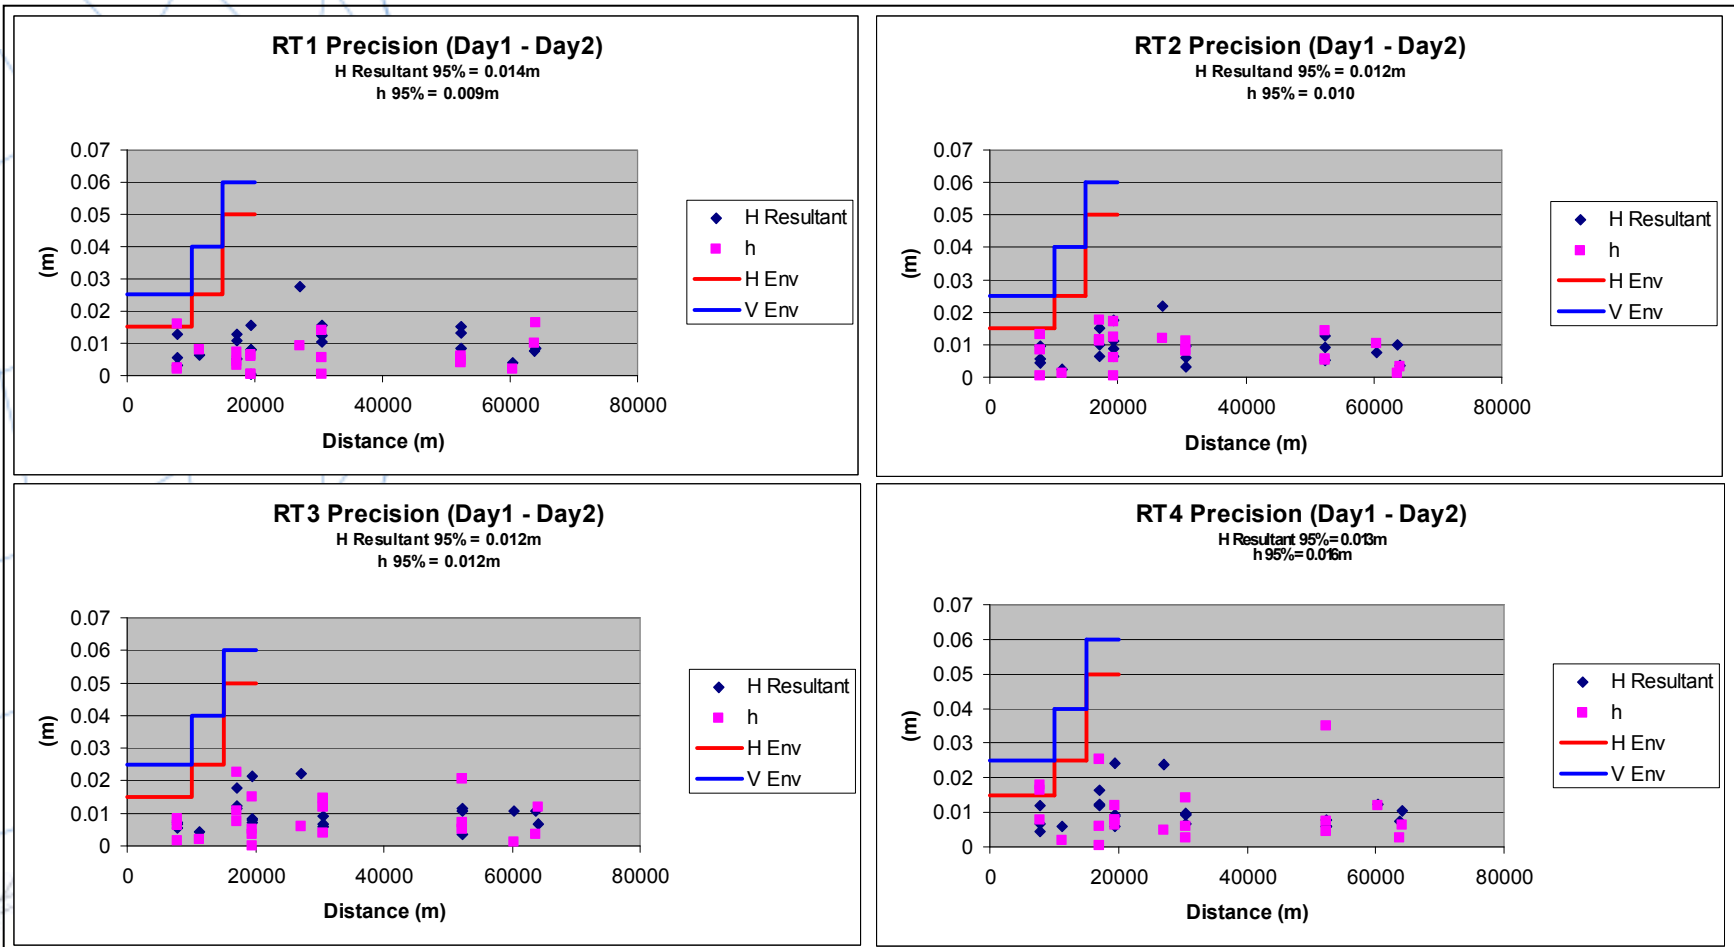 RT1 Precision (Day1 - Day2)
H Resultant 95% = 0.014m
h 95% = 0.009m
0.07
0.06
0.05
0.04
0.03
0.02
0.01
0
(m)
0 20000 40000 60000 80000
Distance (m)
H Resultant
h
H Env
V Env
RT2 Precision (Day1 - Day2)
H Resultand 95% = 0.012m
h 95% = 0.010
0.07
0.06
0.05
0.04
0.03
0.02
0.01
0
(m)
0 20000 40000 60000 80000
Distance (m)
H Resultant
h
H Env
V Env
RT3 Precision (Day1 - Day2)
H Resultant 95% = 0.012m
h 95% = 0.012m
0.07
0.06
0.05
0.04
0.03
0.02
0.01
0
(m)
0 20000 40000 60000 80000
Distance (m)
H Resultant
h
H Env
V Env
RT4 Precision (Day1 - Day2)
H Resultant 95%=0.013m
h 95%=0.016m
0.07
0.06
0.05
0.04
0.03
0.02
0.01
0
(m)
0 20000 40000 60000 80000
Distance (m)
H Resultant
h
H Env
V Env